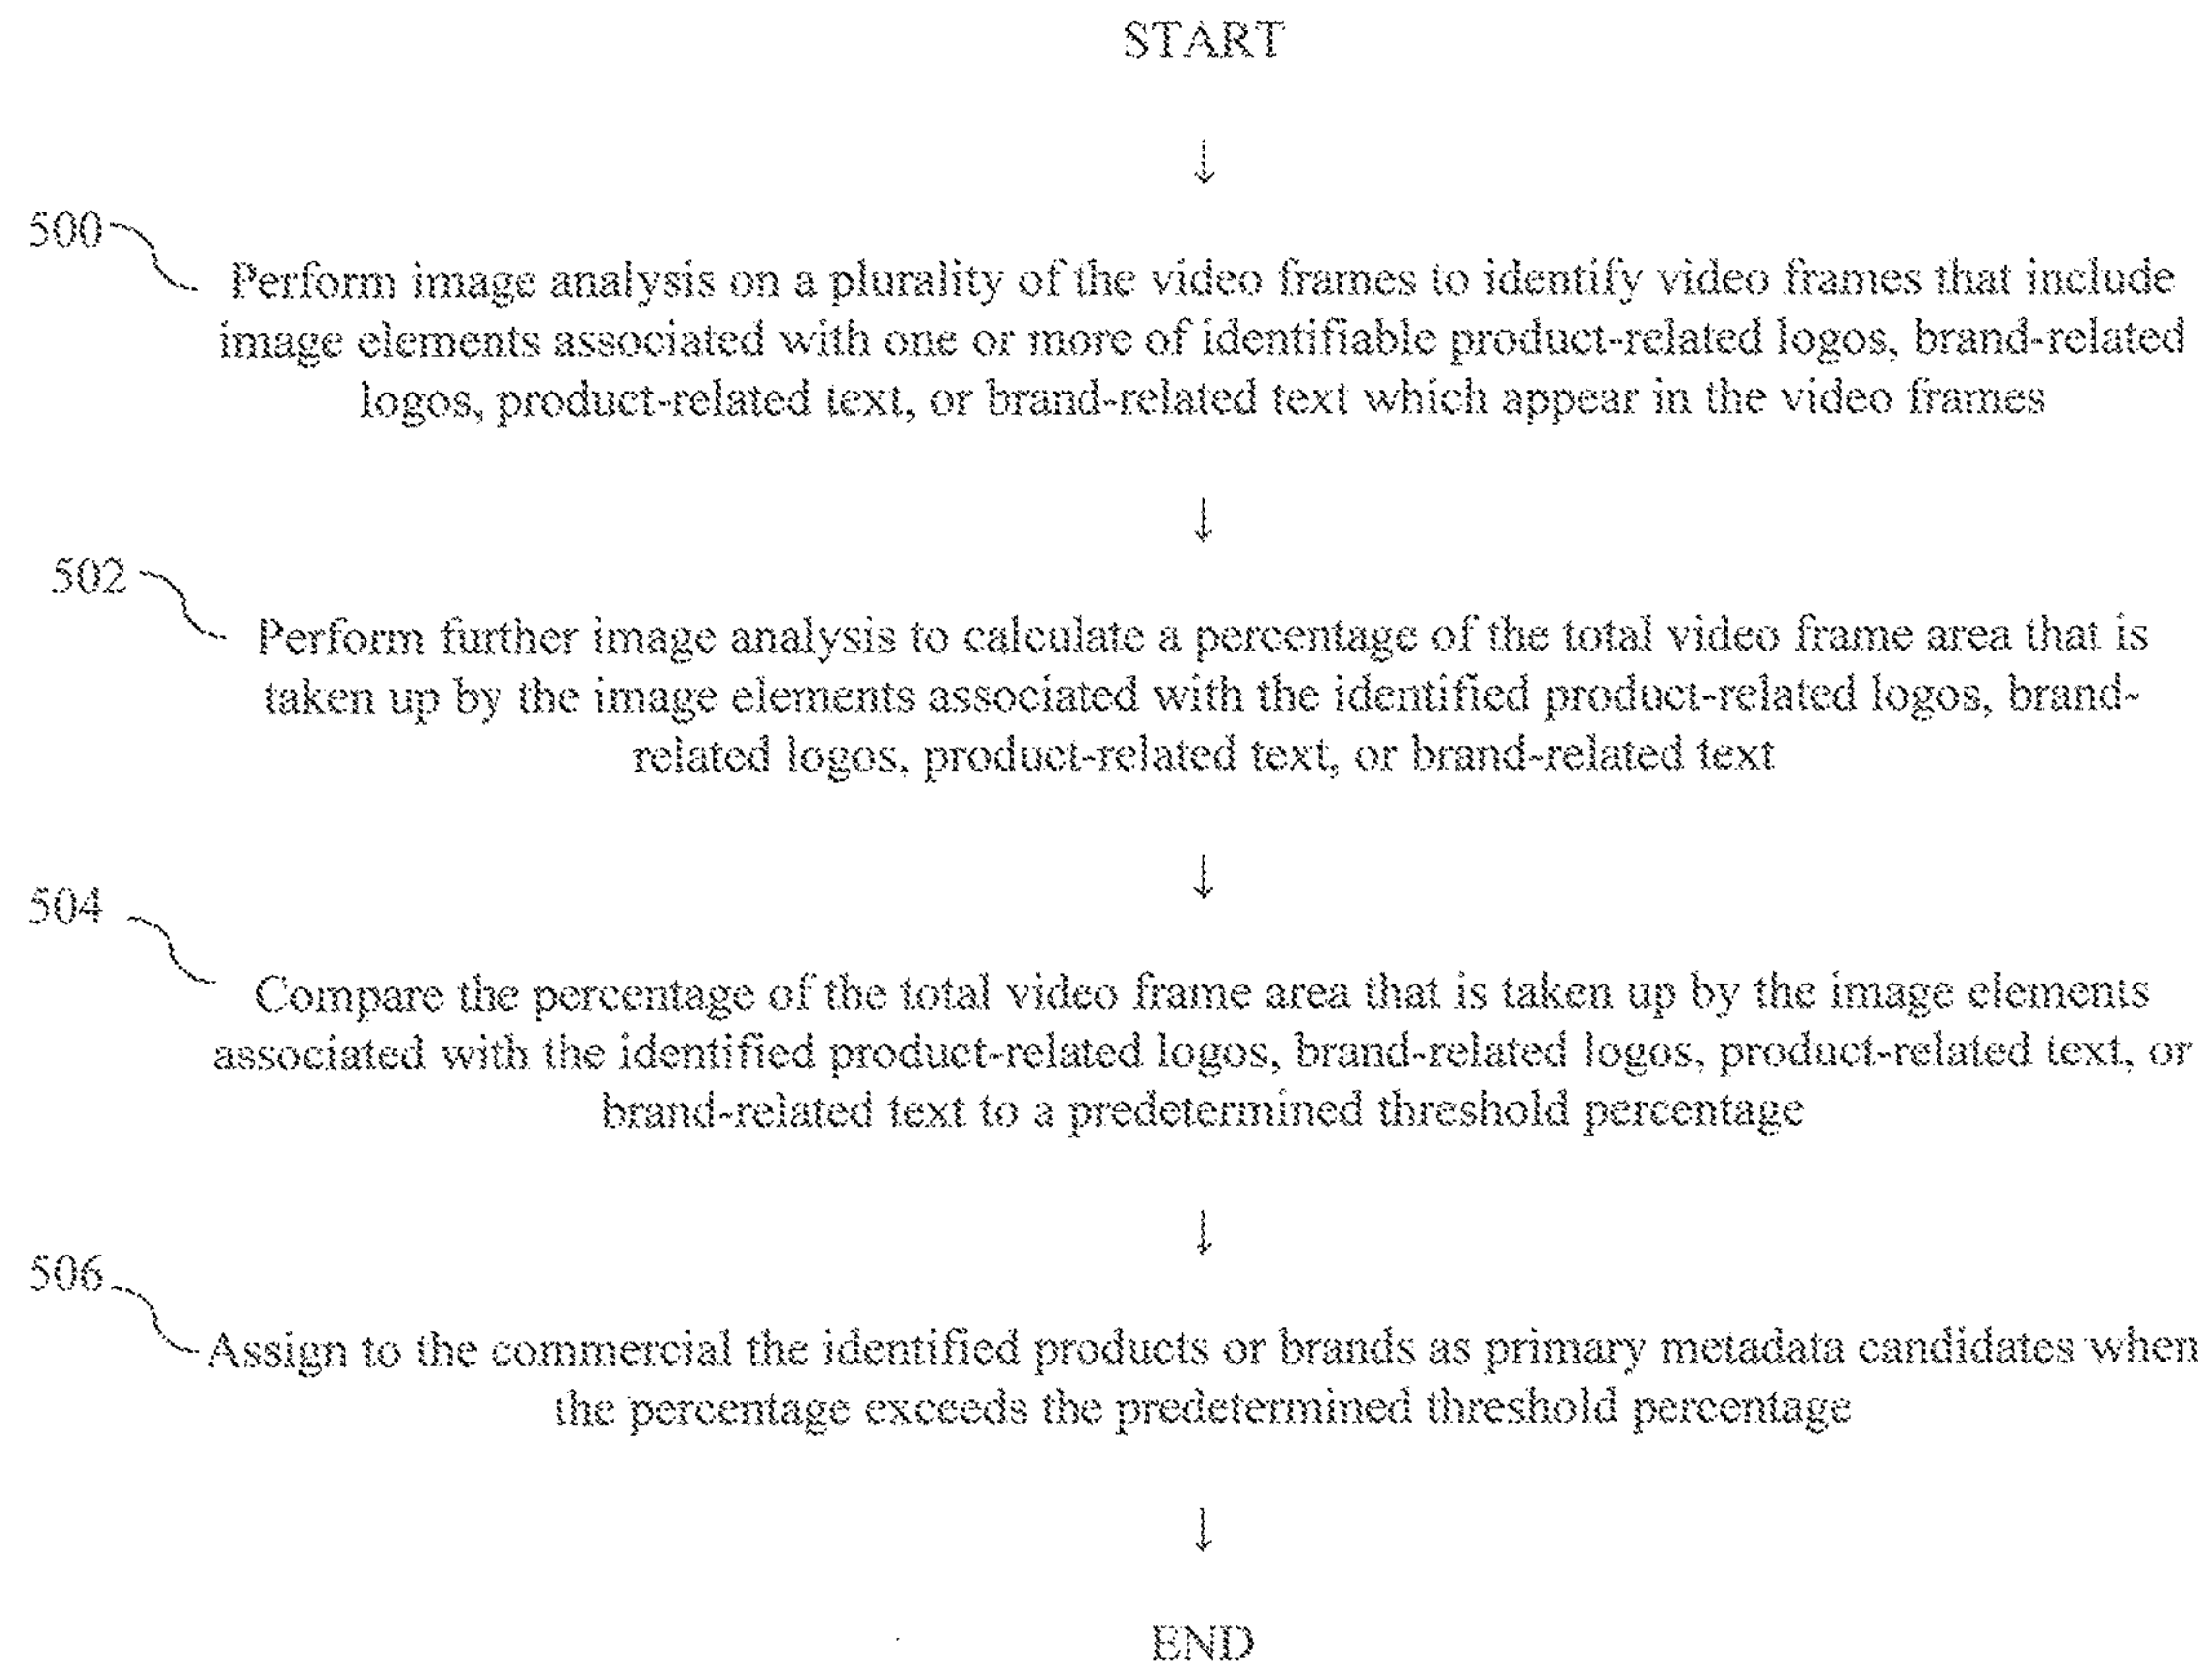 START
↓
500
Perform image analysis on a plurality of the video frames to identify video frames that include
image elements associated with one or more of identifiable product-related logos, brand-related
logos, product-related text, or brand-related text which appear in the video frames
↓
502
Perform further image analysis to calculate a percentage of the total video frame area that is
taken up by the image elements associated with the identified product-related logos, brand-
related logos, product-related text, or brand-related text
↓
504
Compare the percentage of the total video frame area that is taken up by the image elements
associated with the identified product-related logos, brand-related logos, product-related text, or
brand-related text to a predetermined threshold percentage
↓
506
Assign to the commercial the identified products or brands as primary metadata candidates when
the percentage exceeds the predetermined threshold percentage
↓
END